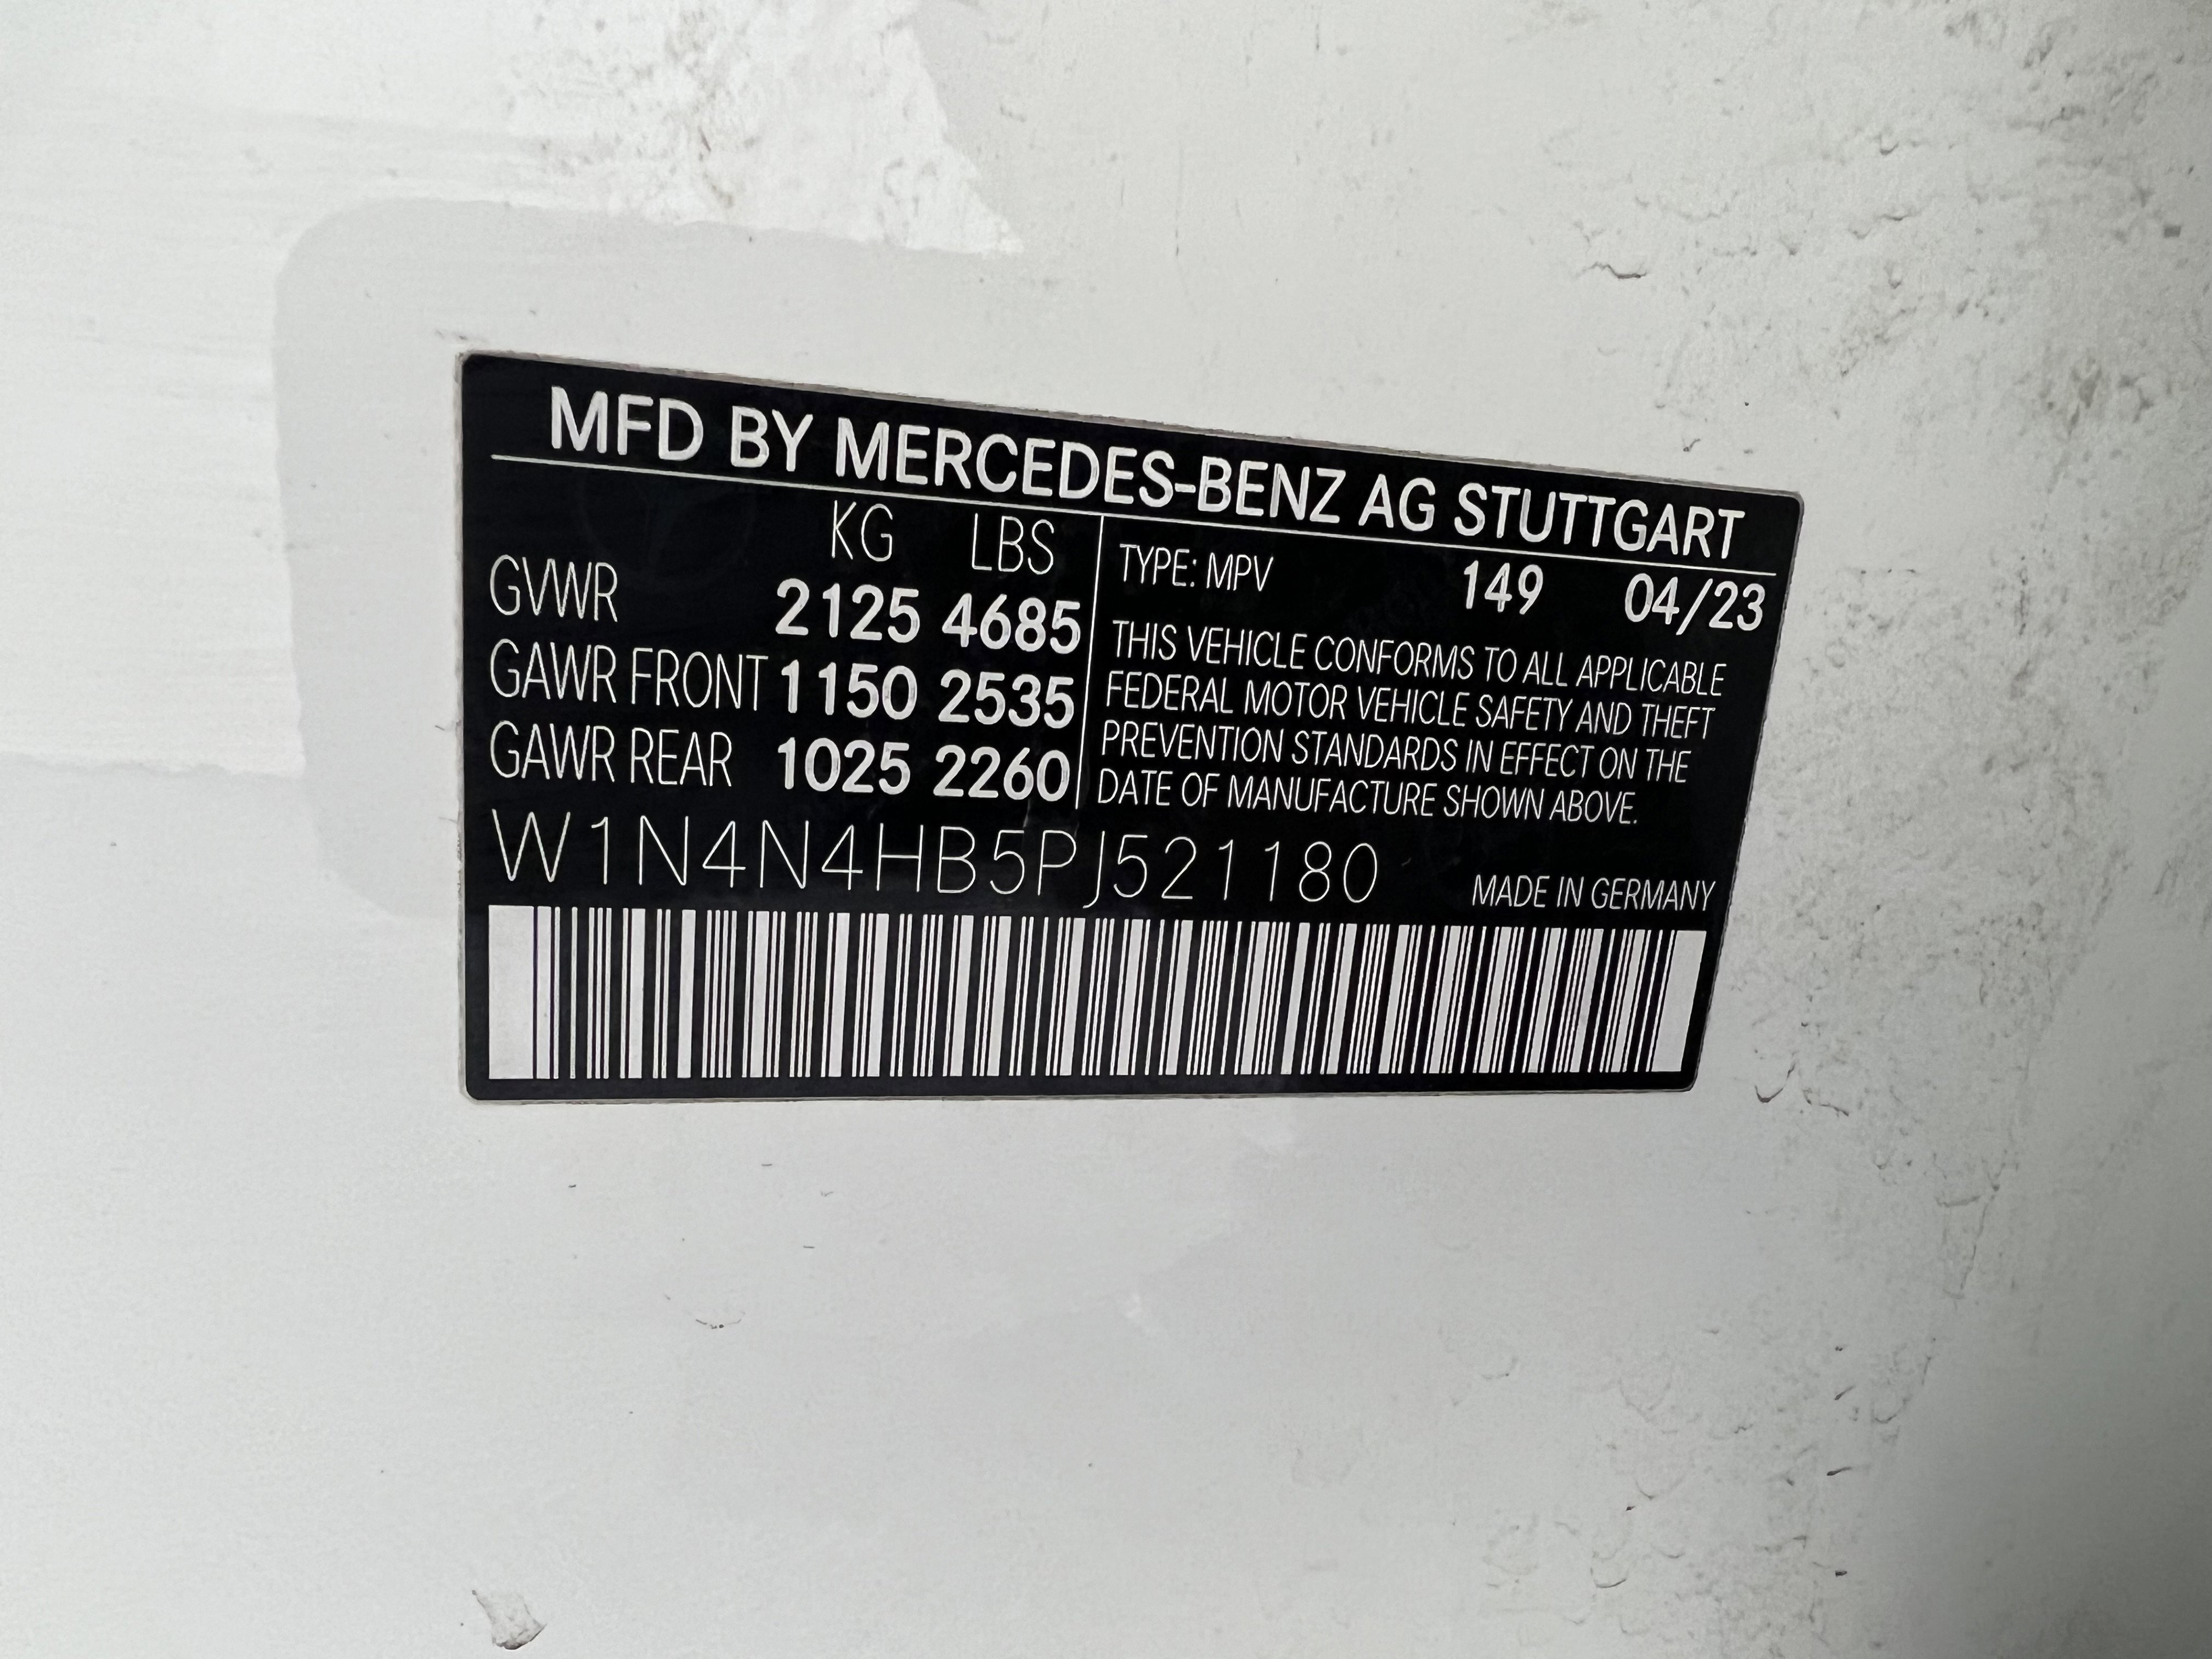 MFD BY MERCEDES-BENZ AG STUTTGART
KG LBS
GVWR 2125 4685
GAWR FRONT 1150 2535
GAWR REAR 1025 2260
TYPE: MPV 149 04/23
THIS VEHICLE CONFORMS TO ALL APPLICABLE
FEDERAL MOTOR VEHICLE SAFETY AND THEFT
PREVENTION STANDARDS IN EFFECT ON THE
DATE OF MANUFACTURE SHOWN ABOVE.
W1N4N4HB5PJ521180
MADE IN GERMANY